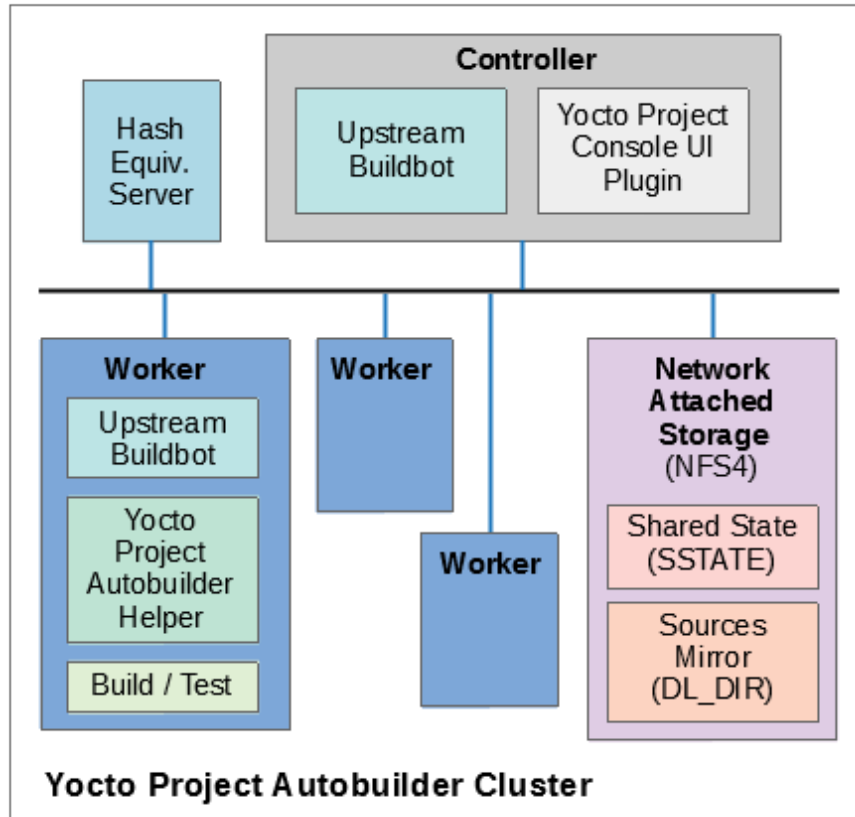 Controller
Hash
Equiv.
Server
Upstream
Buildbot
Yocto Project
Console UI
Plugin
Worker
Upstream
Buildbot
Yocto
Project
Autobuilder
Helper
Build / Test
Worker
Worker
Network
Attached
Storage
(NFS4)
Shared State
(SSTATE)
Sources
Mirror
(DL_DIR)
Yocto Project Autobuilder Cluster